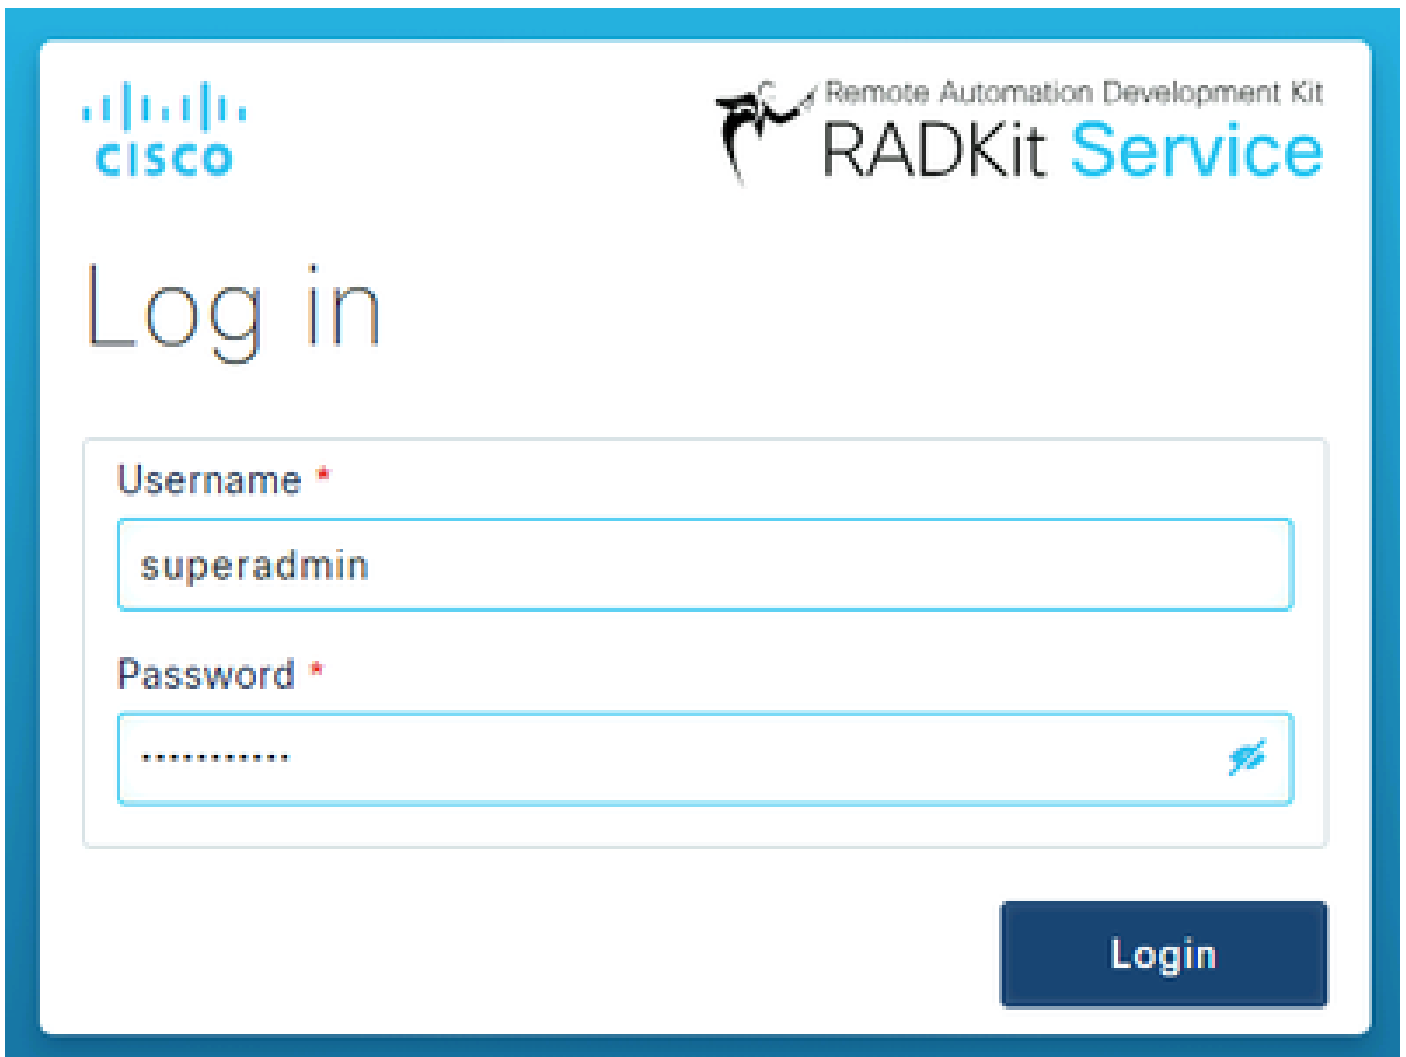 CISCO
Remote Automation Development Kit
RADKit Service
Log in
Username *
superadmin
Password *
•••••••••••
Login